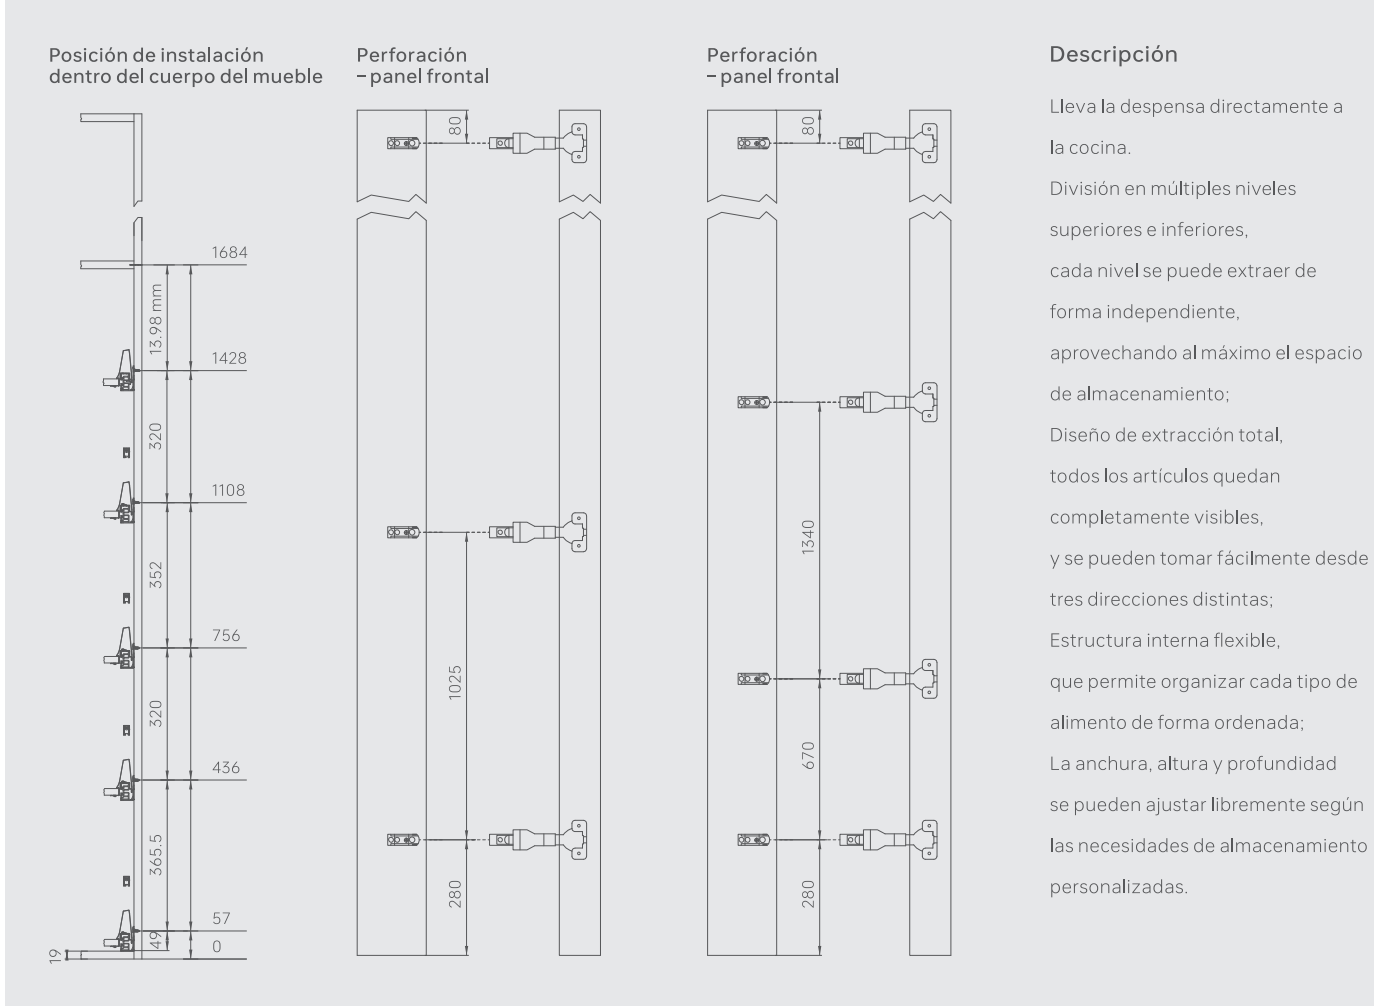 Posición de instalación
dentro del cuerpo del mueble
1684
13.98 mm
1428
320
1108
352
756
320
436
365.5
57
49
0
19
Perforación
– panel frontal
80
1025
280
Perforación
– panel frontal
80
1340
670
280
Descripción
Lleva la despensa directamente a
la cocina.
División en múltiples niveles
superiores e inferiores,
cada nivel se puede extraer de
forma independiente,
aprovechando al máximo el espacio
de almacenamiento;
Diseño de extracción total,
todos los artículos quedan
completamente visibles,
y se pueden tomar fácilmente desde
tres direcciones distintas;
Estructura interna flexible,
que permite organizar cada tipo de
alimento de forma ordenada;
La anchura, altura y profundidad
se pueden ajustar libremente según
las necesidades de almacenamiento
personalizadas.